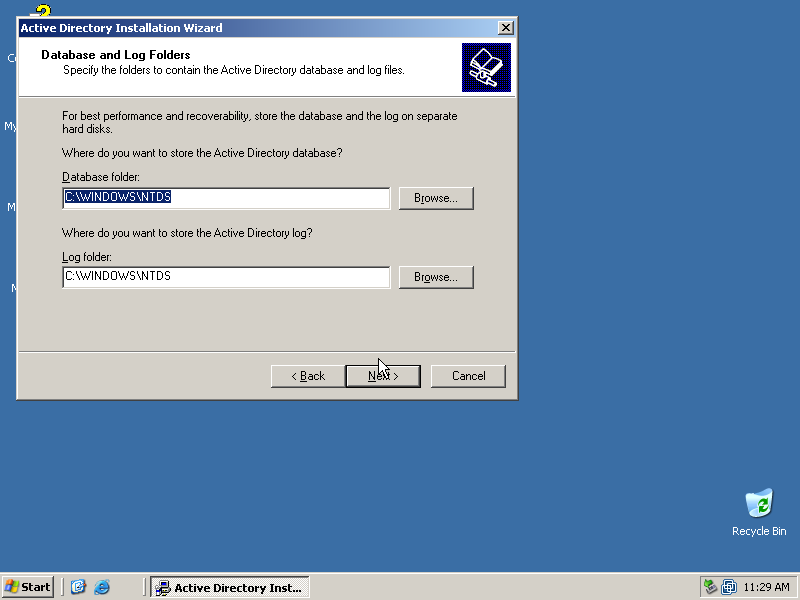 Active Directory Installation Wizard
Database and Log Folders
Specify the folders to contain the Active Directory database and log files.
For best performance and recoverability, store the database and the log on separate
hard disks.
Where do you want to store the Active Directory database?
Database folder:
C:\WINDOWS\NTDS
Browse...
Where do you want to store the Active Directory log?
Log folder:
C:\WINDOWS\NTDS
Browse...
< Back
Next >
Cancel
Recycle Bin
Start
Active Directory Inst...
11:29 AM